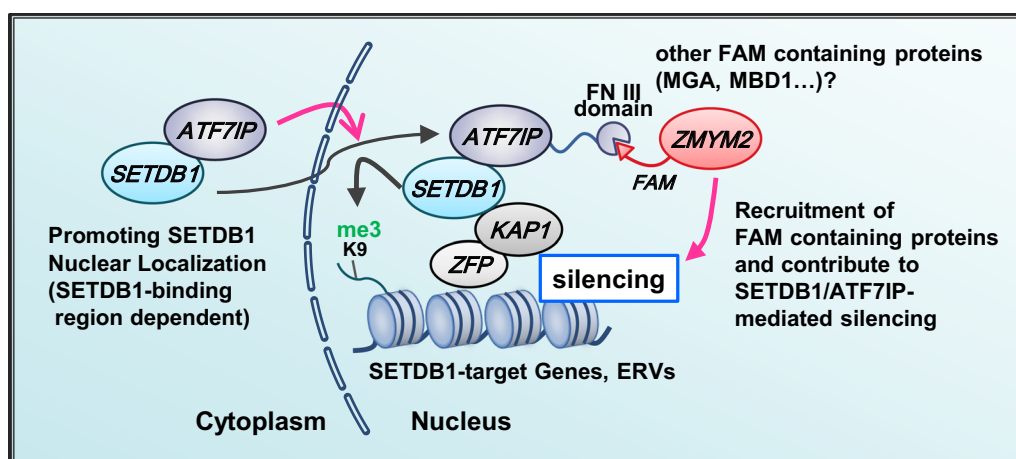 ATF7IP
SETDB1
Promoting SETDB1
Nuclear Localization
(SETDB1-binding
region dependent)
Cytoplasm
other FAM containing proteins
(MGA, MBD1...)?
FN III
domain
ATF7IP
ZMYM2
SETDB1
FAM
KAP1
me3
K9
ZFP
silencing
Recruitment of
FAM containing proteins
and contribute to
SETDB1/ATF7IP-
mediated silencing
SETDB1-target Genes, ERVs
Nucleus